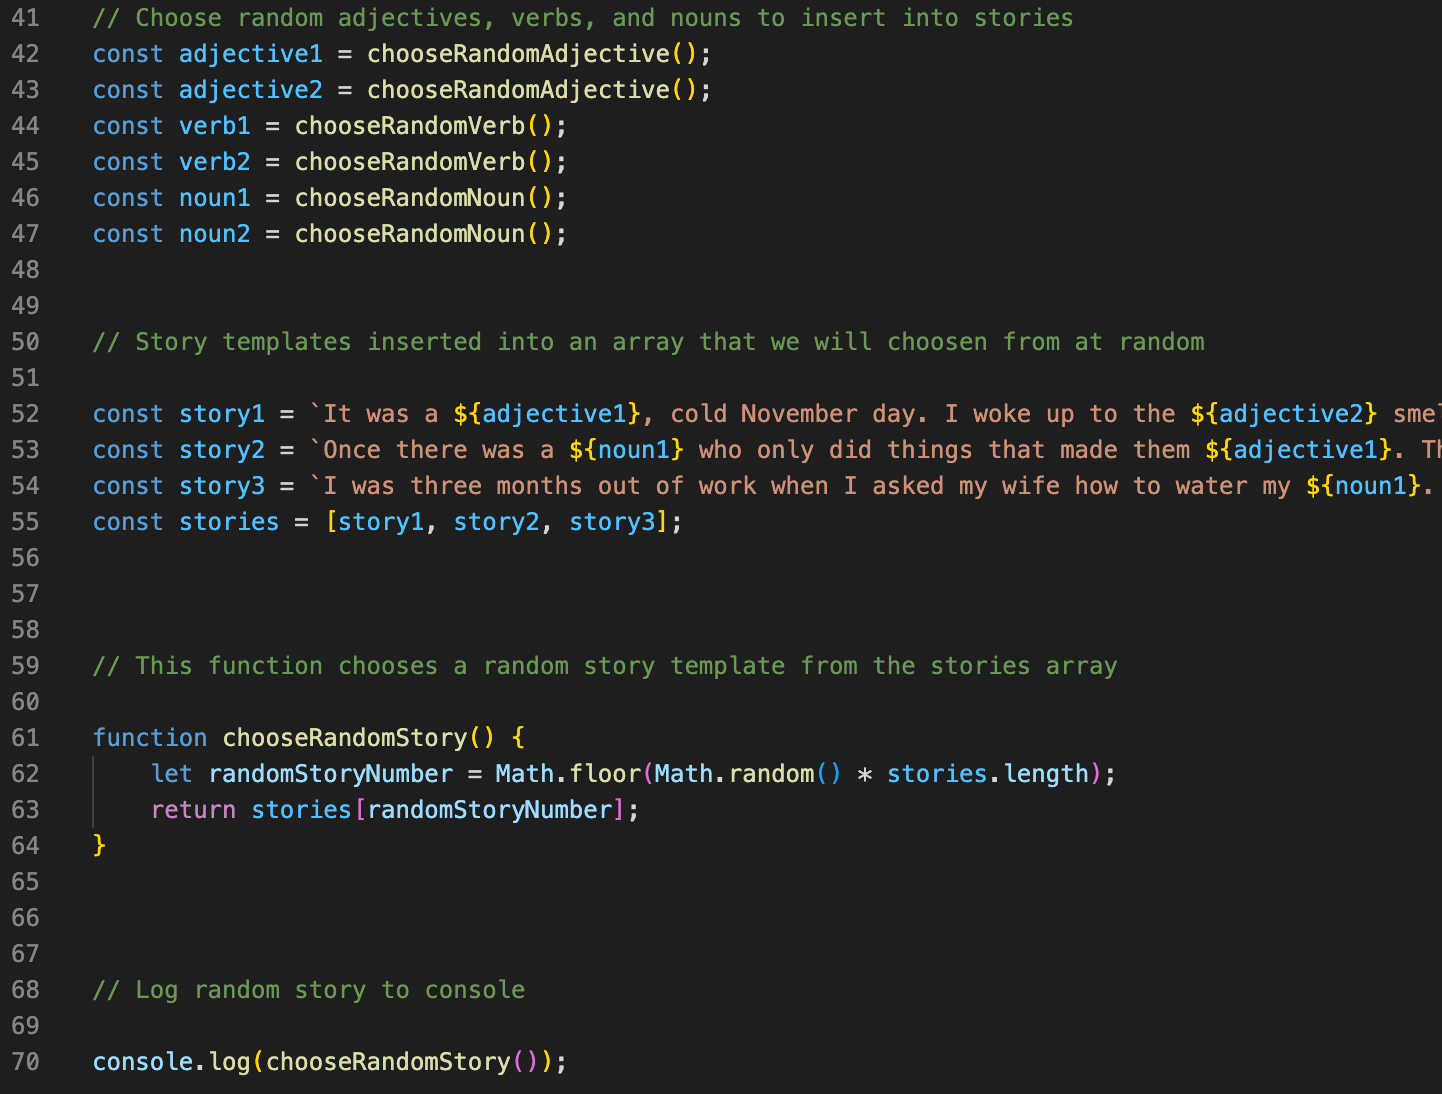 41 // Choose random adjectives, verbs, and nouns to insert into stories
42 const adjective1 = chooseRandomAdjective();
43 const adjective2 = chooseRandomAdjective();
44 const verb1 = chooseRandomVerb();
45 const verb2 = chooseRandomVerb();
46 const noun1 = chooseRandomNoun();
47 const noun2 = chooseRandomNoun();
48
49
50 // Story templates inserted into an array that we will choosen from at random
51
52 const story1 = `It was a ${adjective1}, cold November day. I woke up to the ${adjective2}
53 const story2 = `Once there was a ${noun1} who only did things that made them ${adjective1}.
54 const story3 = `I was three months out of work when I asked my wife how to water my ${noun1}.
55 const stories = [story1, story2, story3];
56
57
58
59 // This function chooses a random story template from the stories array
60
61 function chooseRandomStory() {
62 let randomStoryNumber = Math.floor(Math.random() * stories.length);
63 return stories[randomStoryNumber];
64 }
65
66
67
68 // Log random story to console
69
70 console.log(chooseRandomStory());